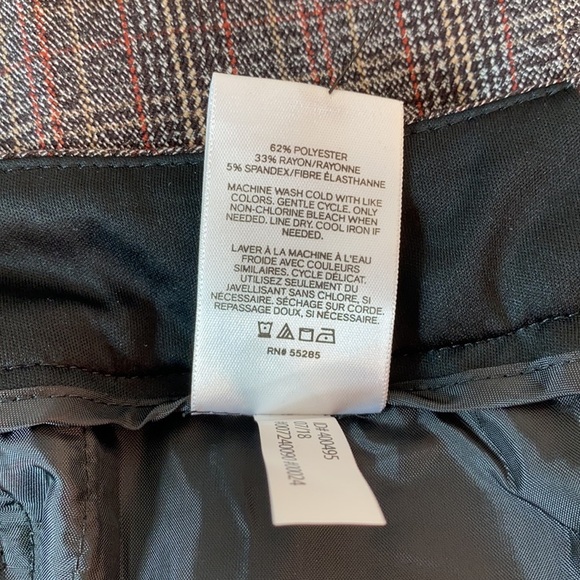 62% POLYESTER
33% RAYON/RAYONNE
5% SPANDEX/FIBRE ÉLASTHANNE
MACHINE WASH COLD WITH LIKE
COLORS. GENTLE CYCLE. ONLY
NON-CHLORINE BLEACH WHEN
NEEDED. LINE DRY. COOL IRON IF
NEEDED.
LAVER À LA MACHINE À L'EAU
FROIDE AVEC COULEURS
SIMILAIRES. CYCLE DÉLICAT.
UTILISEZ SEULEMENT DU
JAVELLISANT SANS CHLORE, SI
NÉCESSAIRE. SÉCHAGE SUR CORDE.
REPASSAGE DOUX, SI NÉCESSAIRE.
RN# 55285
0718